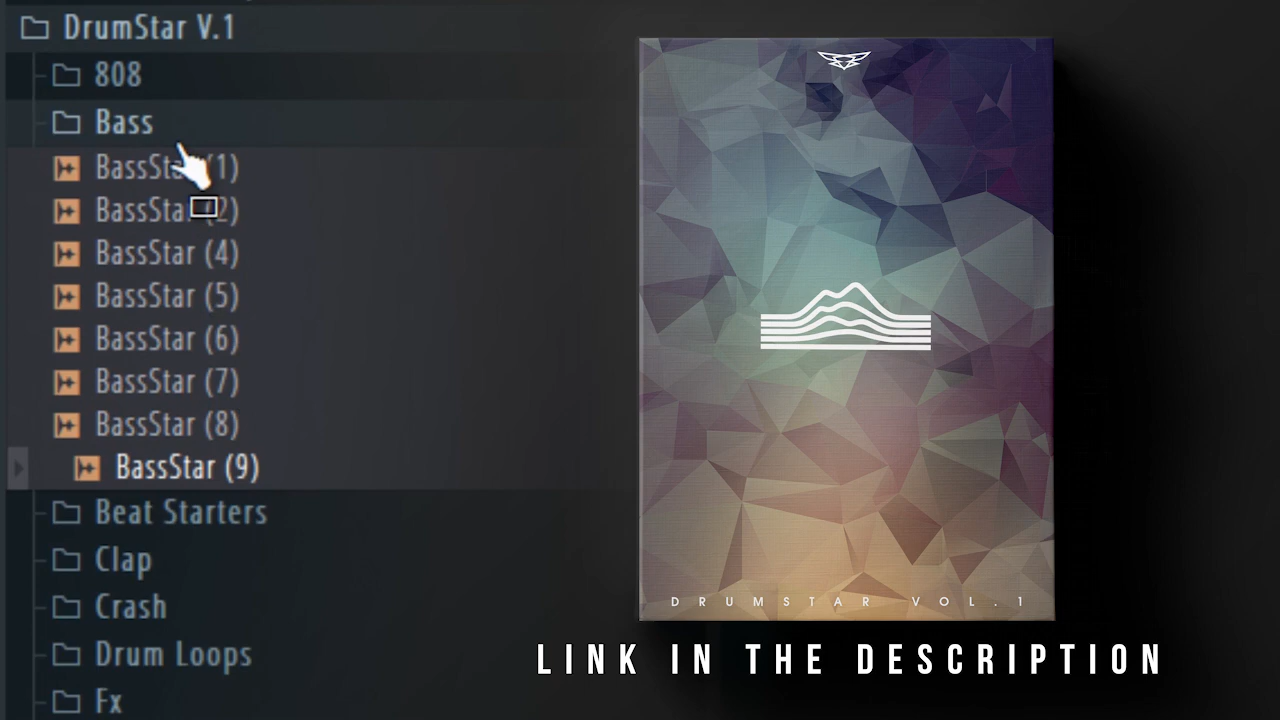 DrumStar V.1
808
Bass
BassStar (1)
BassStar (2)
BassStar (4)
BassStar (5)
BassStar (6)
BassStar (7)
BassStar (8)
BassStar (9)
Beat Starters
Clap
Crash
Drum Loops
Fx
DRUMSTAR VOL.1
LINK IN THE DESCRIPTION